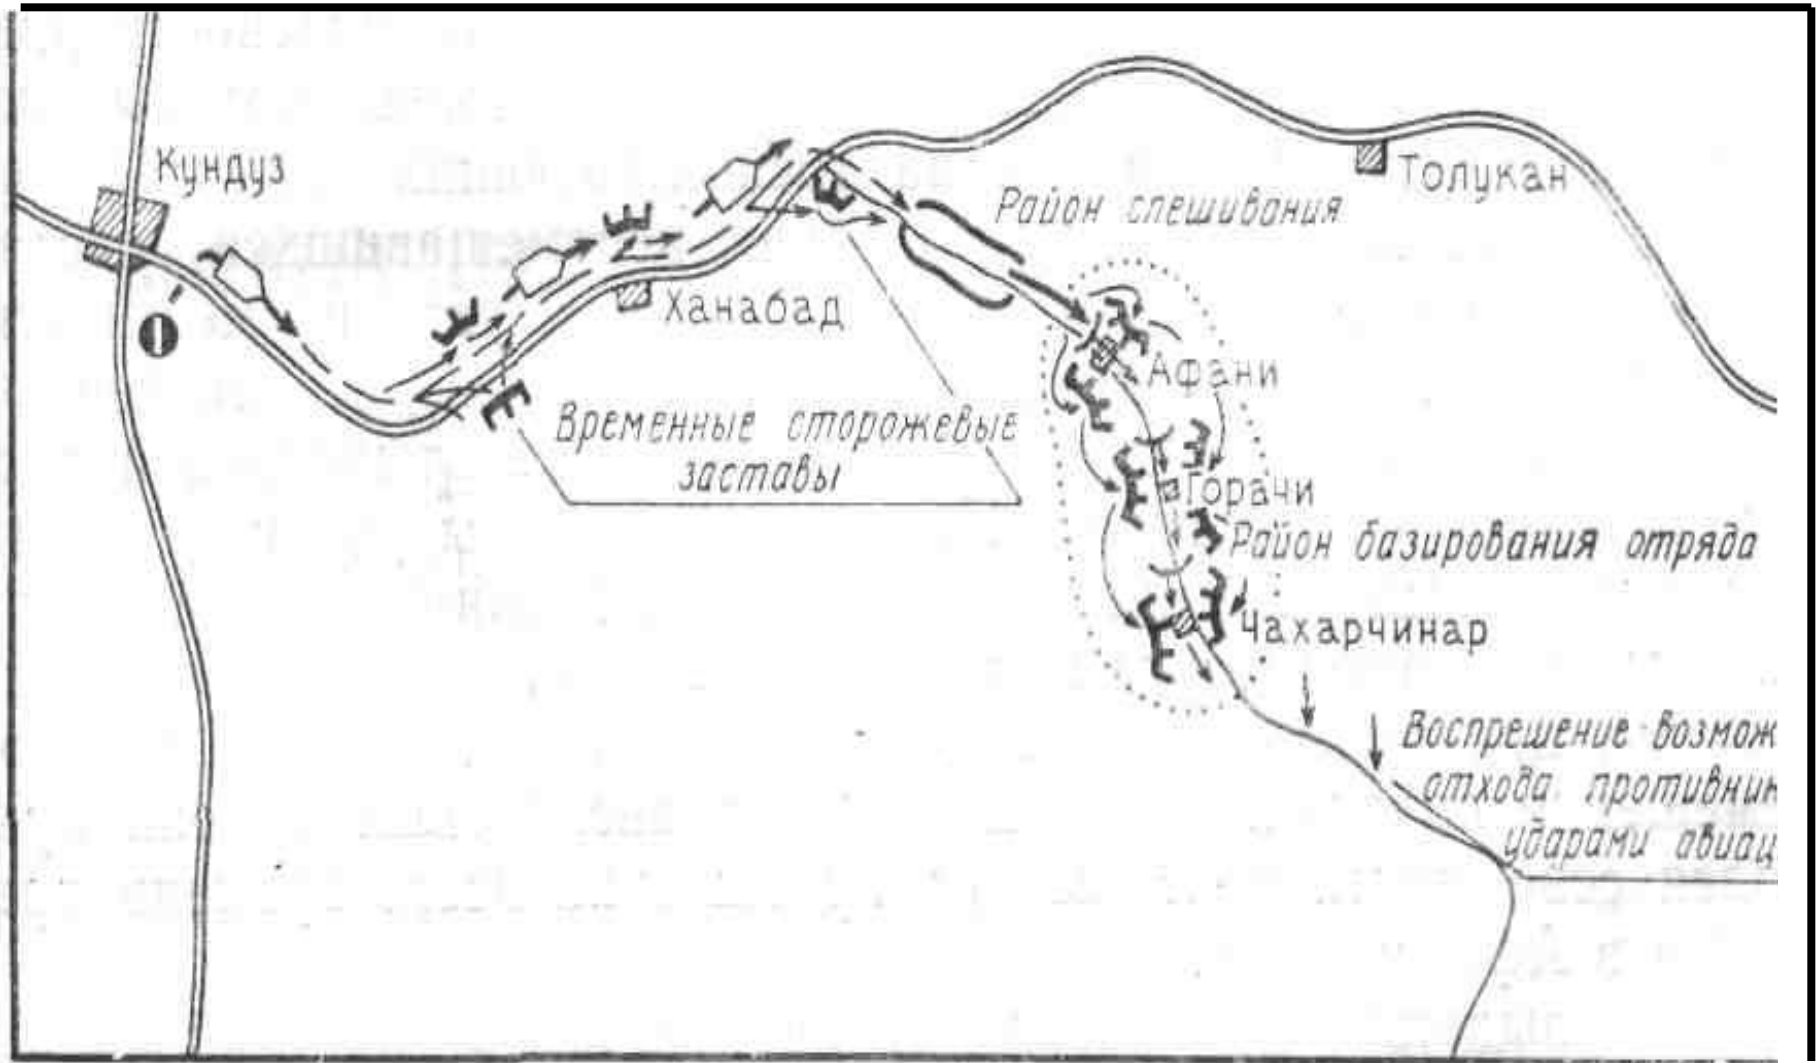 Кундуз
Толукан
Район спешивания
Ханабад
Афани
Временные сторожевые
заставы
Горачи
Район базирования отряда
Чахарчинар
Воспрешение возмож
отхода противник
ударами авиац